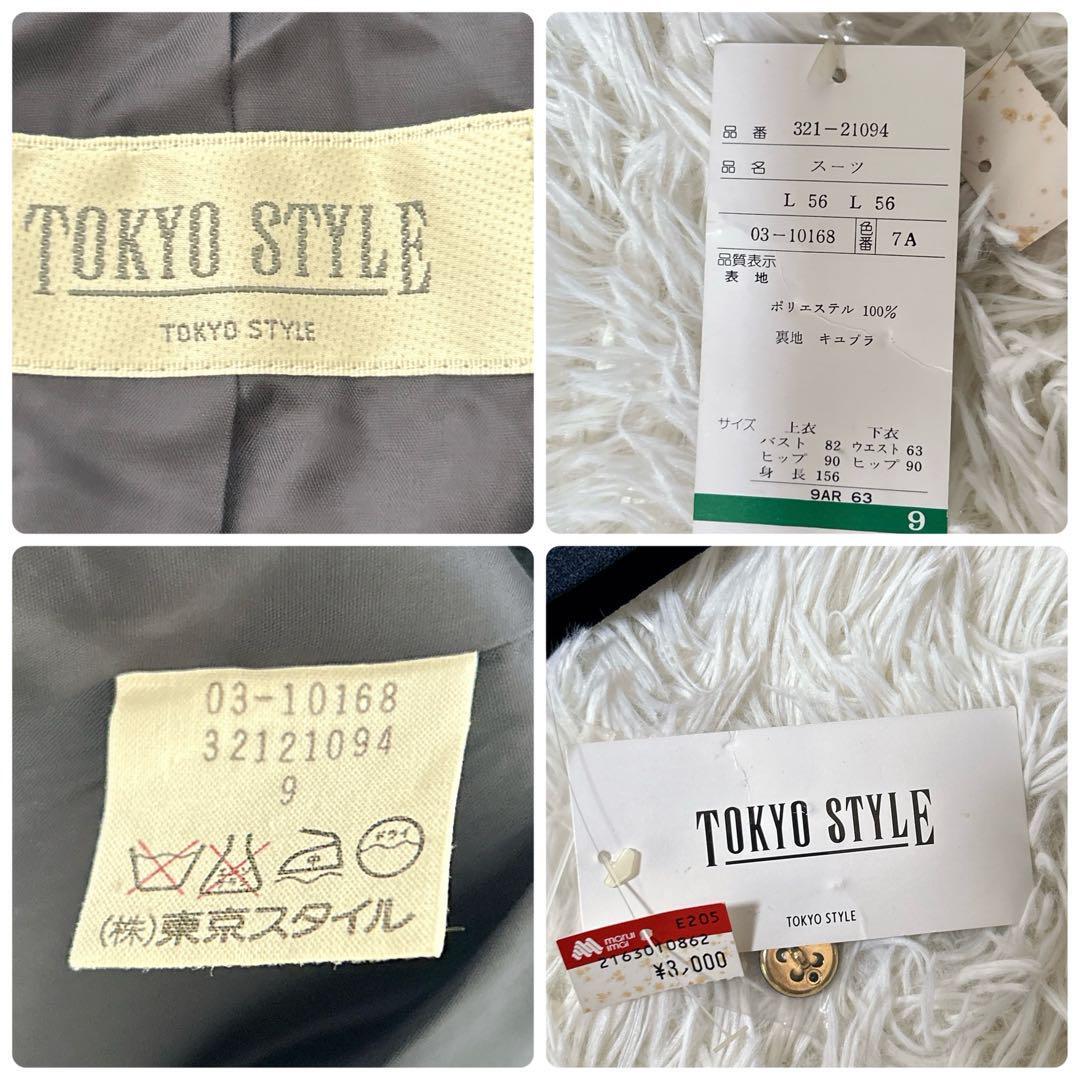 TOKYO STYLE
TOKYO STYLE
品番 321-21094
品名 スーツ
L 56 L 56
03-10168 色番 7A
品質表示
表地
ポリエステル 100%
裏地 キユプラ
サイズ 上衣 下衣
バスト 82 ウエスト 63
ヒップ 90 ヒップ 90
身長 156
9AR 63
9
03-10168
32121094
9
ドライ
(株)東京スタイル
TOKYO STYLE
TOKYO STYLE
marui imai E205
2163010862
¥3,000